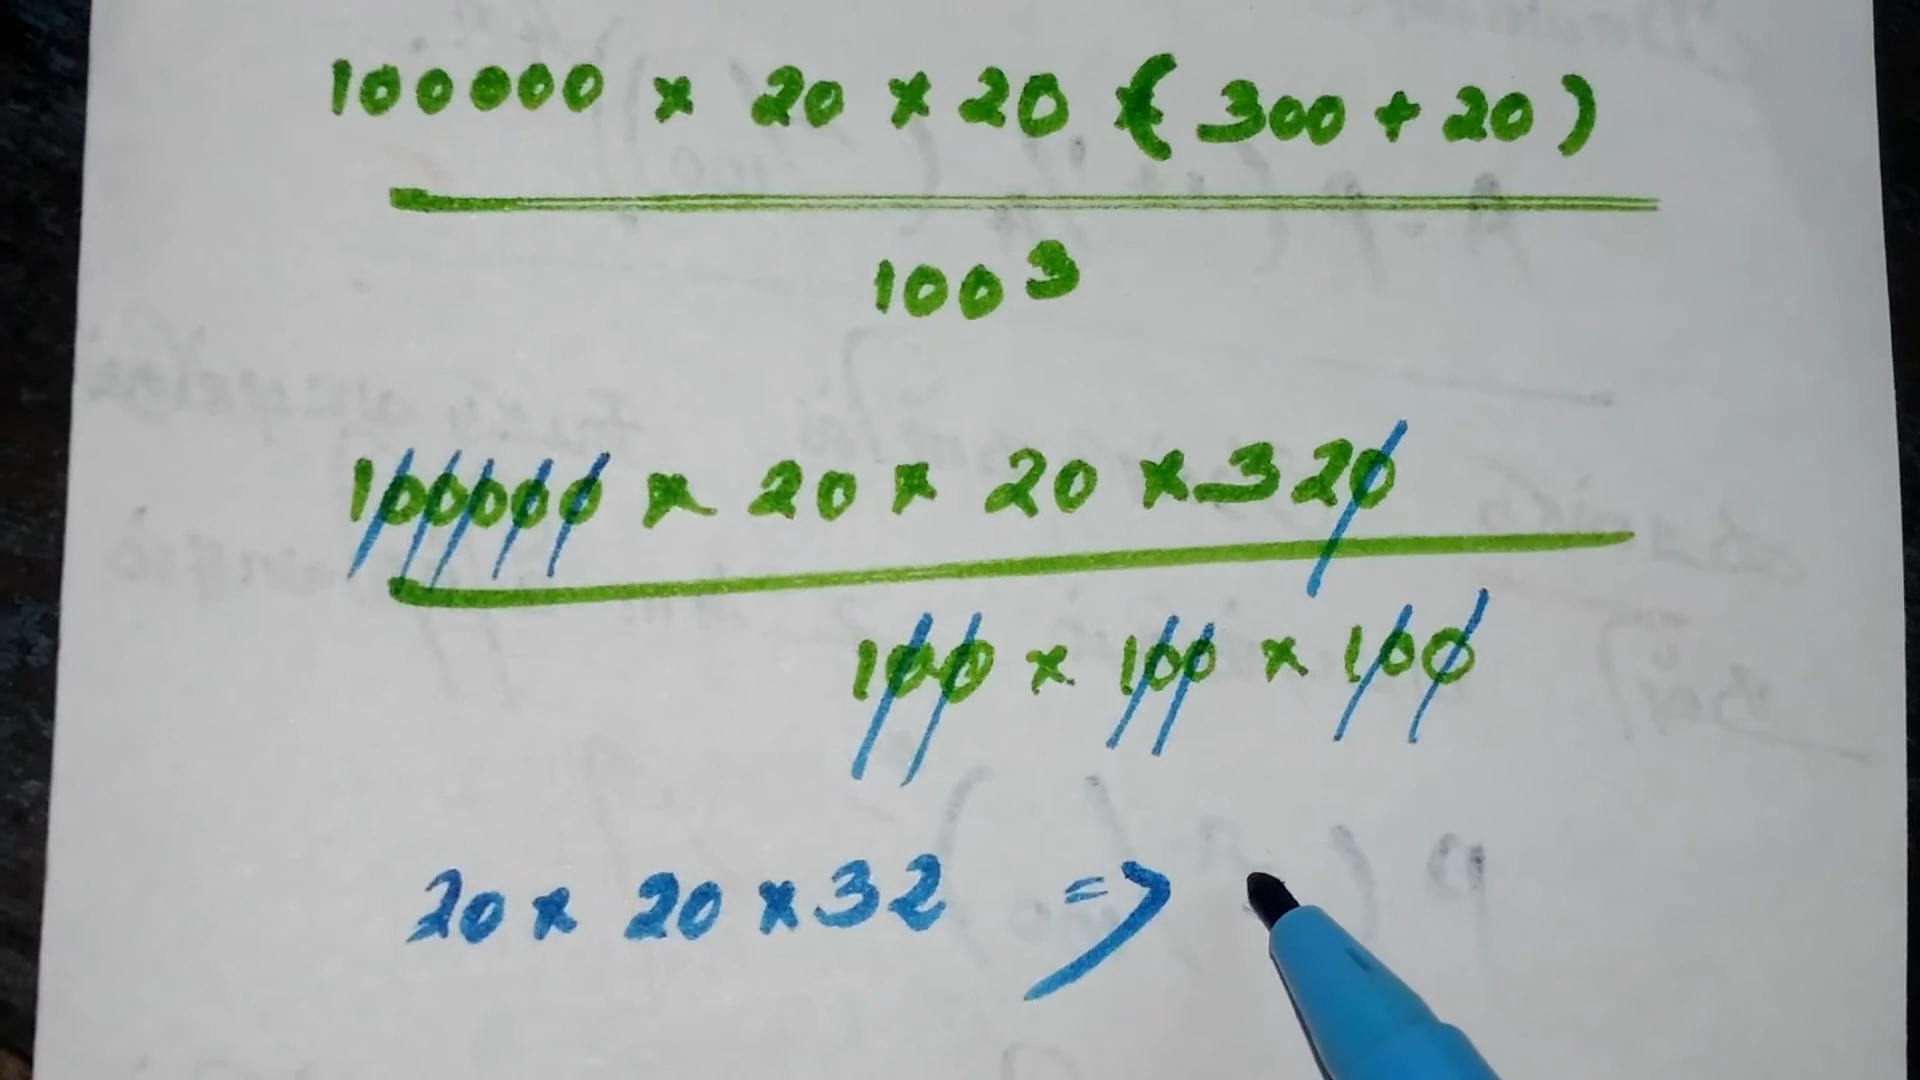 100000 × 20 × 20 × ( 300 + 20 )
100³
100000 × 20 × 20 × 320
100 × 100 × 100
20 × 20 × 32 =>